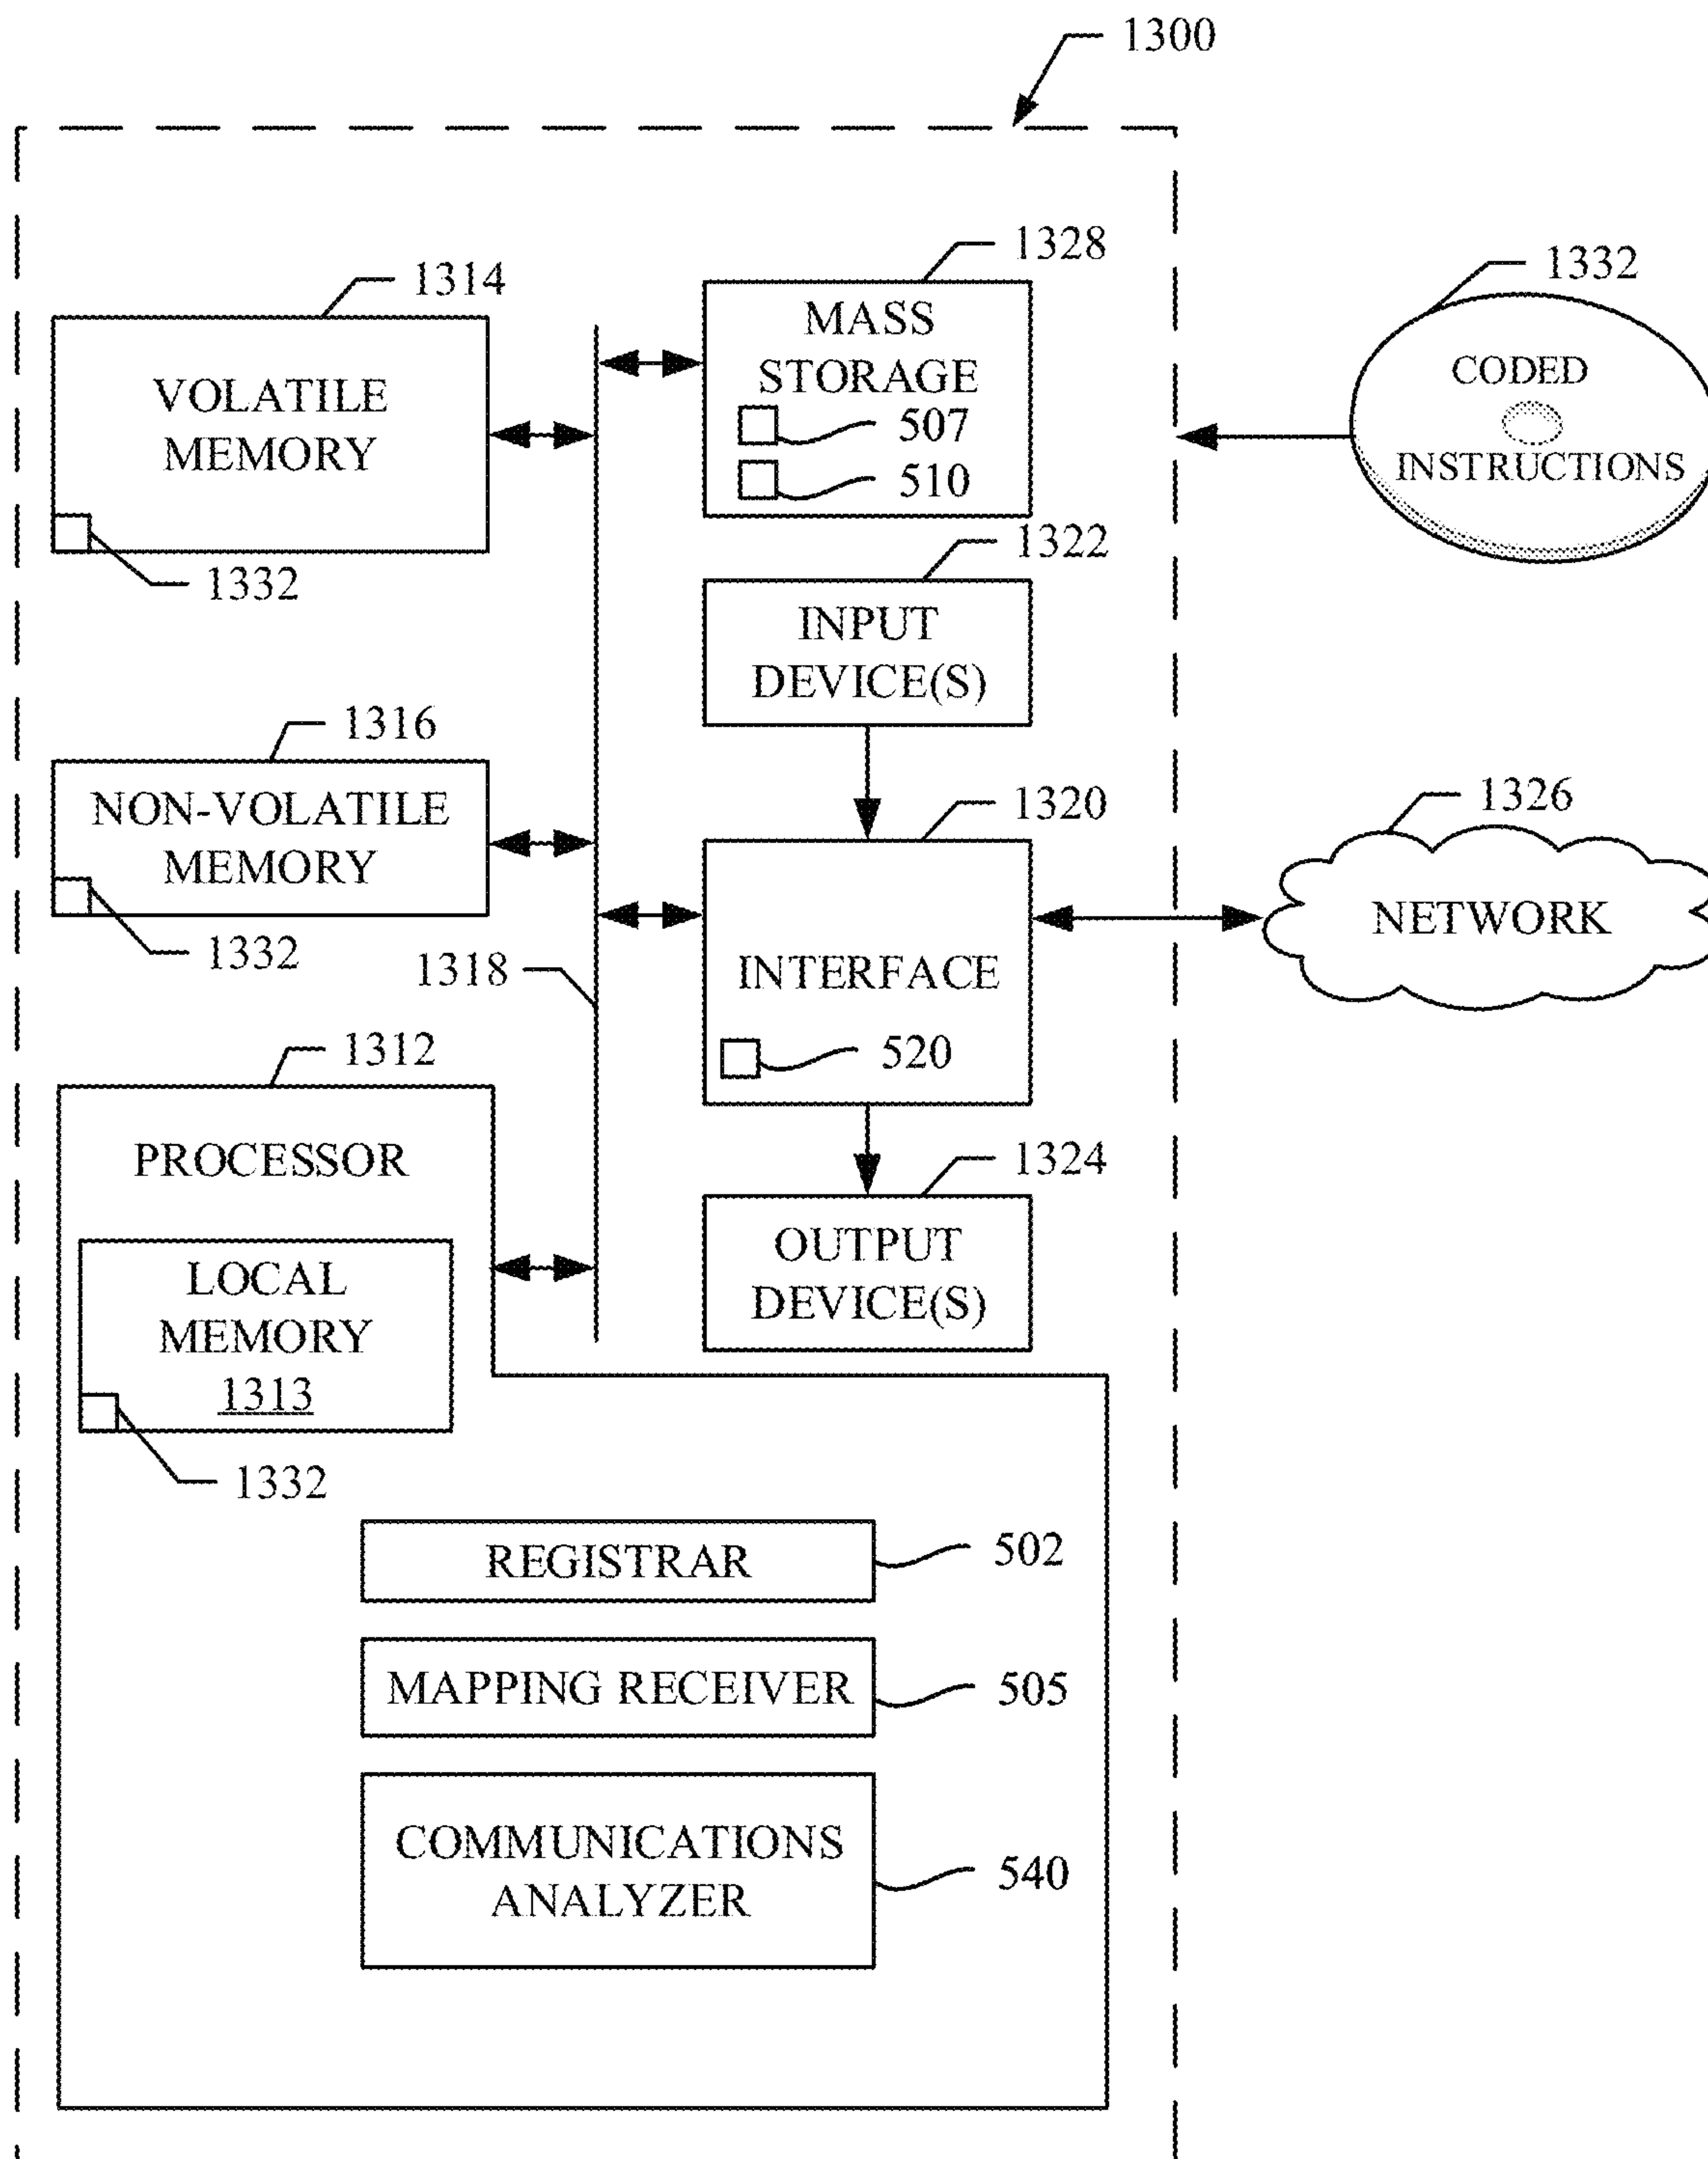 1300
1328
1332
1314
MASS
STORAGE
507
510
CODED
INSTRUCTIONS
VOLATILE
MEMORY
1332
1322
INPUT
DEVICE(S)
1316
NON-VOLATILE
MEMORY
1332
1318
1320
INTERFACE
520
1326
NETWORK
1312
PROCESSOR
LOCAL
MEMORY
1313
1332
1324
OUTPUT
DEVICE(S)
REGISTRAR
502
MAPPING RECEIVER
505
COMMUNICATIONS
ANALYZER
540